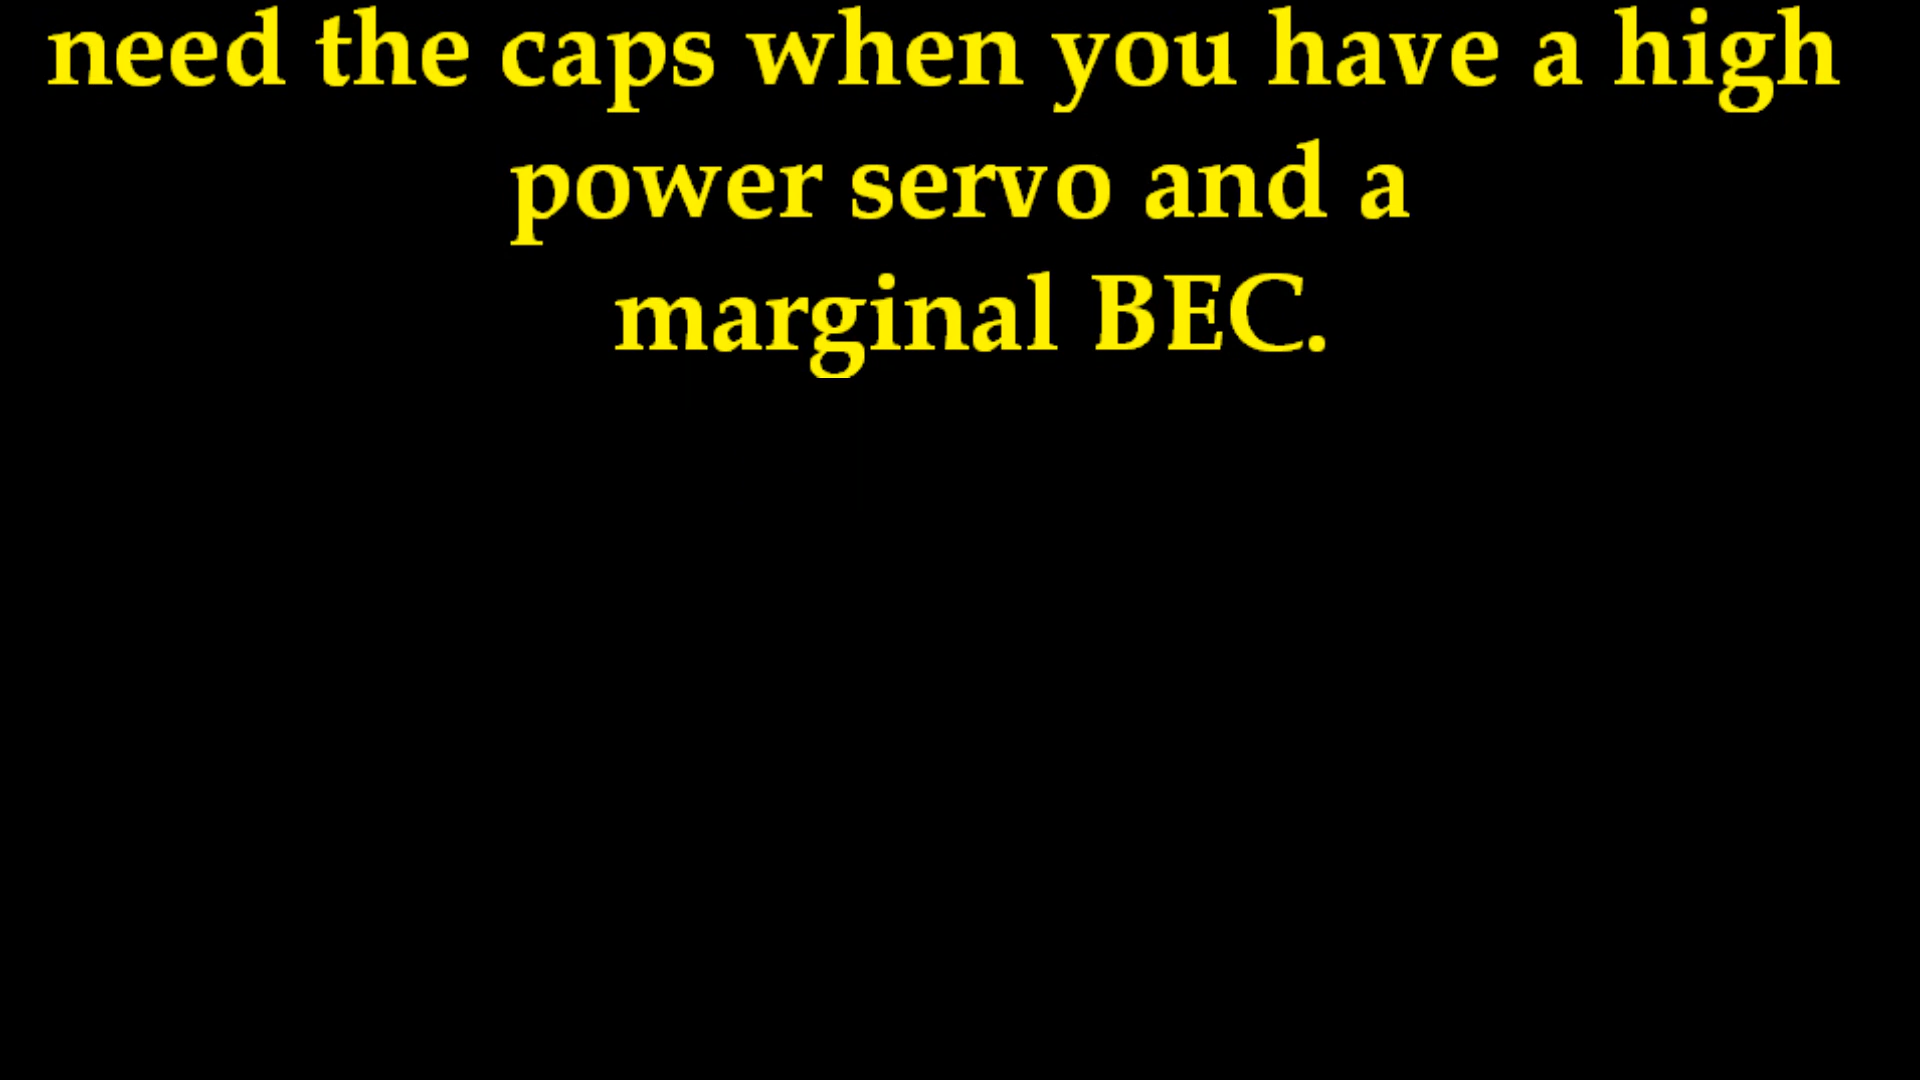 need the caps when you have a high
power servo and a
marginal BEC.